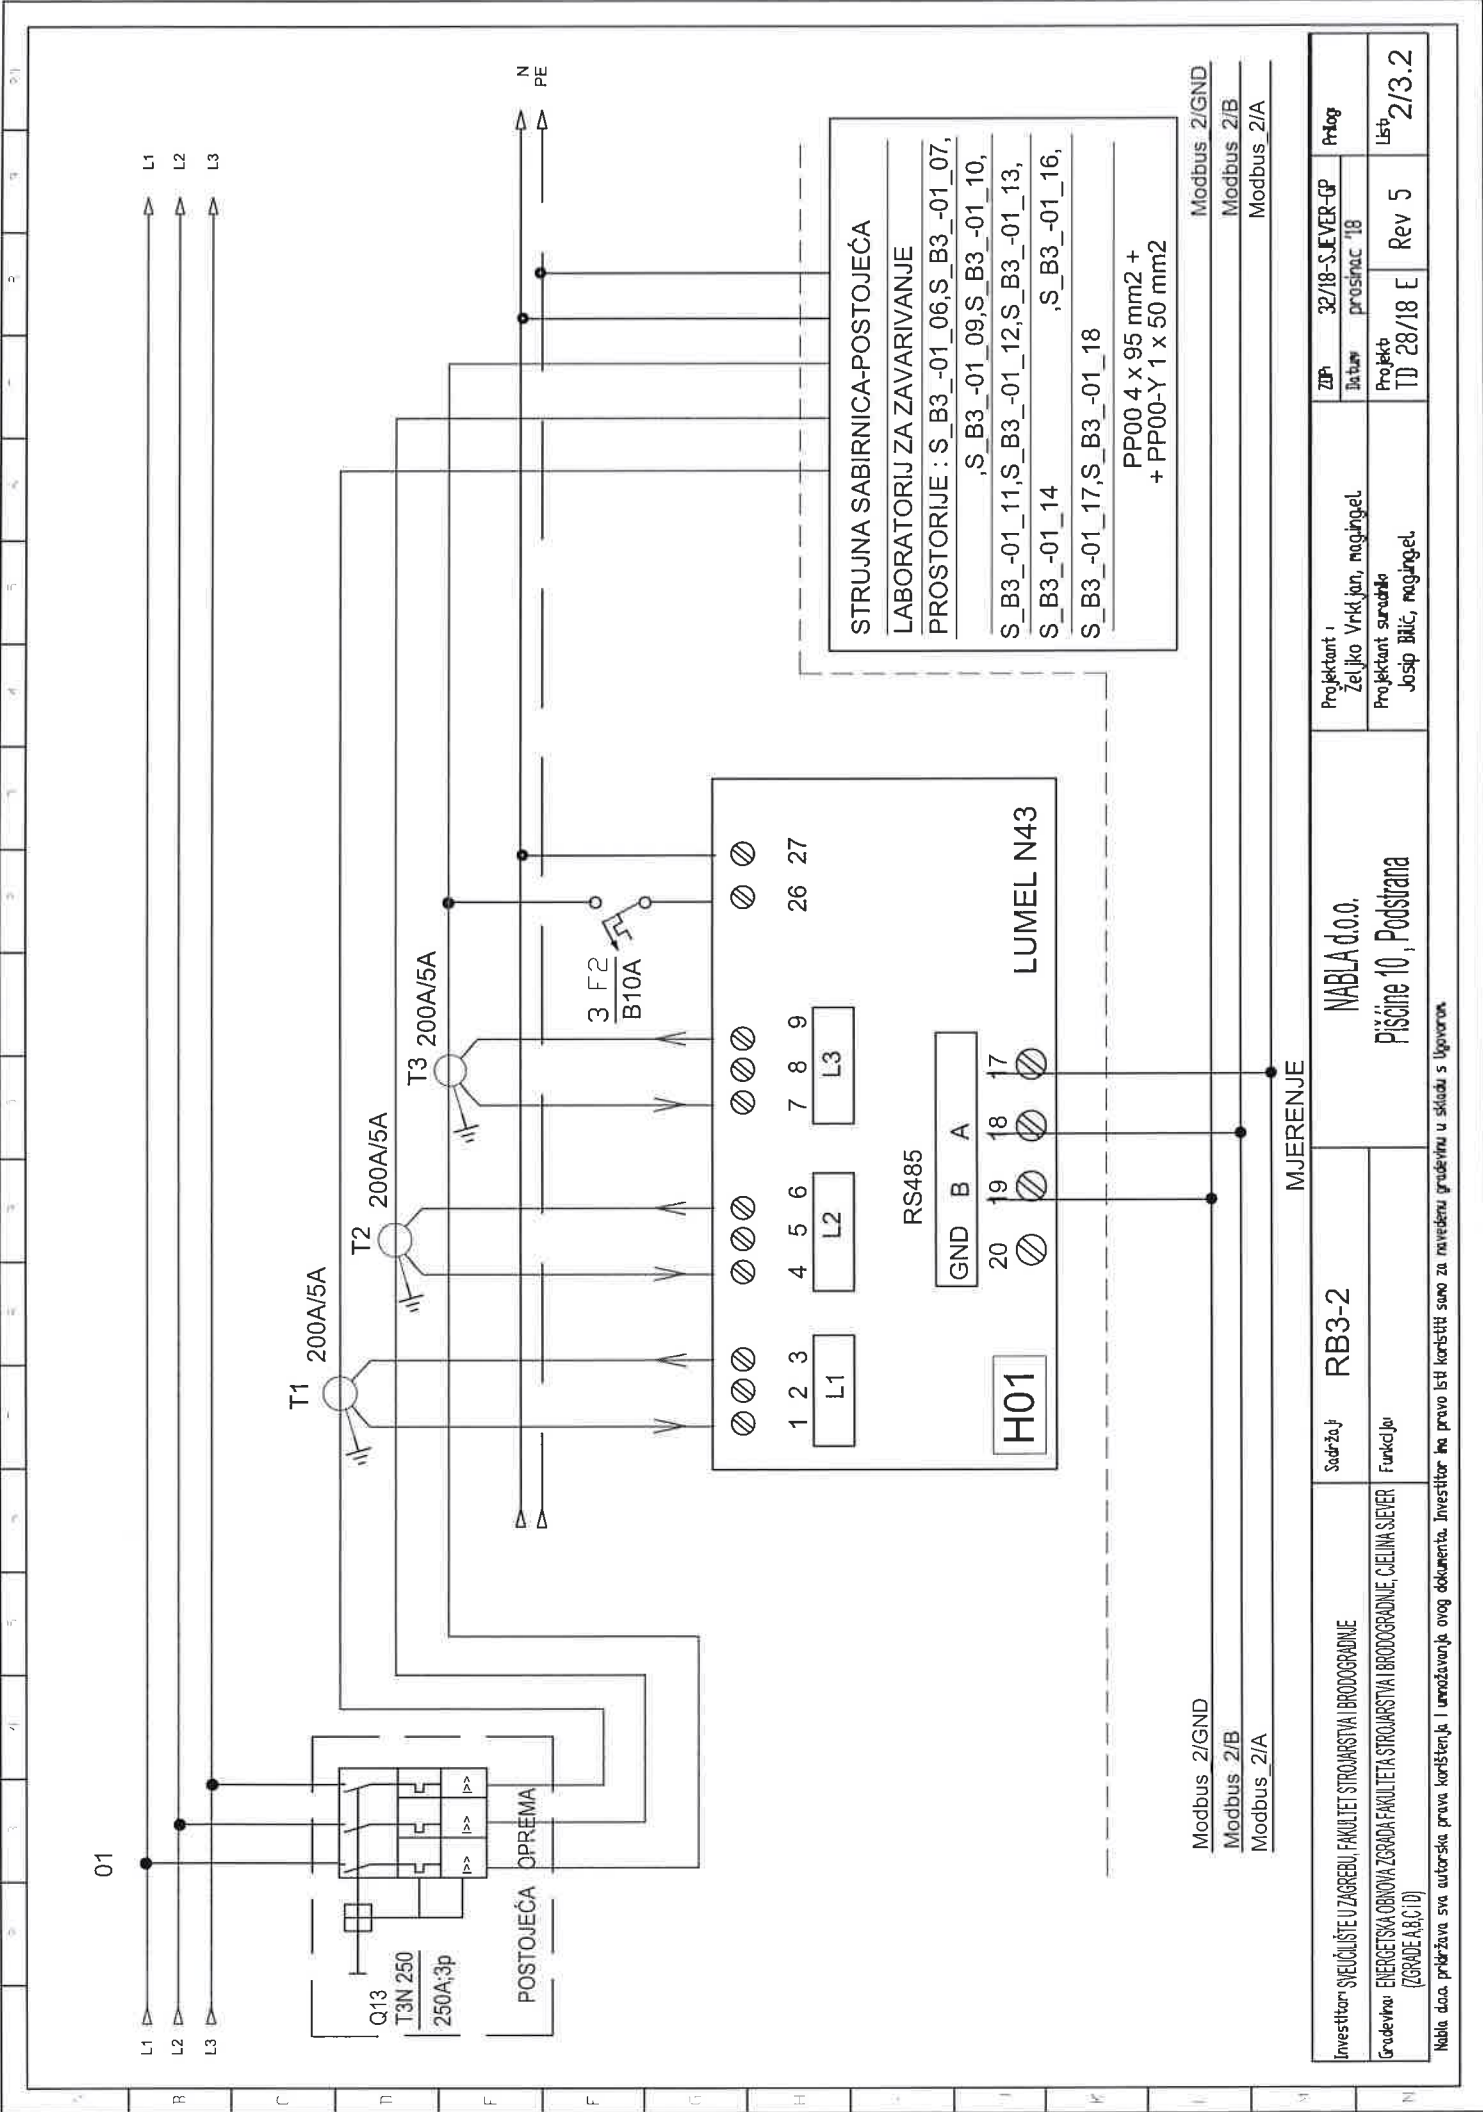 01
L1
L2
L3
L1
L2
L3
N
PE
Q13
T3N 250
250A;3p
I>>
I>>
I>>
POSTOJEĆA OPREMA
T1
200A/5A
T2
200A/5A
T3
200A/5A
3 F2
B10A
1 2 3
L1
4 5 6
L2
7 8 9
L3
26 27
H01
RS485
GND B A
20 19 18 17
LUMEL N43
STRUJNA SABIRNICA-POSTOJEĆA
LABORATORIJ ZA ZAVARIVANJE
PROSTORIJE : S_B3_-01_06,S_B3_-01_07,
,S_B3_-01_09,S_B3_-01_10,
S_B3_-01_11,S_B3_-01_12,S_B3_-01_13,
S_B3_-01_14 ,S_B3_-01_16,
S_B3_-01_17,S_B3_-01_18
PP00 4 x 95 mm2 +
+ PP00-Y 1 x 50 mm2
Modbus_2/GND
Modbus_2/B
Modbus_2/A
Modbus_2/GND
Modbus_2/B
Modbus_2/A
MJERENJE
Investitor: SVEUČILIŠTE U ZAGREBU, FAKULTET STROJARSTVA I BRODOGRADNJE
Građevina: ENERGETSKA OBNOVA ZGRADA FAKULTETA STROJARSTVA I BRODOGRADNJE, CJELINA SJEVER
(ZGRADE A,B,C i D)
Sadržaj: RB3-2
Funkcija:
NABLA d.o.o.
Piščine 10 , Podstrana
Projektant :
Željko Vrkljan, mag.ing.el.
Projektant suradnik:
Josip Bilić, mag.ing.el.
ZOP: 32/18-SJEVER-GP
Datum: prosinac '18
Projekt:
TD 28/18 E
Rev 5
Prilog:
List: 2/3.2
Nabla d.o.o. pridržava sva autorska prava korištenja i umnožavanja ovog dokumenta. Investitor ima pravo isti koristiti samo za navedenu građevinu u skladu s Ugovorom.